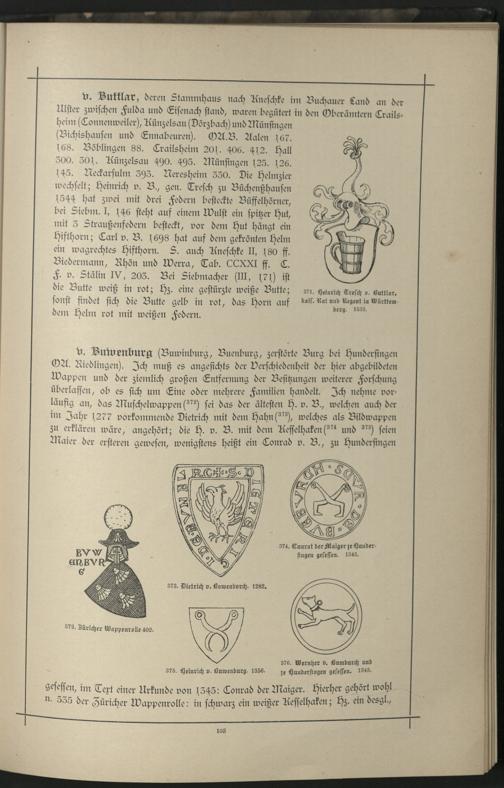 v. Buttlar, deren Stammhaus nach Kneschke im Buchauer Land an der
Ulster zwischen Fulda und Eisenach stand, waren begütert in den Oberämtern Crails-
heim (Connenweiler), Künzelsau (Dörzbach) und Münsingen
(Bichishausen und Ennabeuren). OA.B. Aalen 167.
168. Böblingen 88. Crailsheim 201. 406. 412. Hall
300. 301. Künzelsau 490. 495. Münsingen 125. 126.
145. Neckarsulm 393. Neresheim 330. Die Helmzier
wechselt; Heinrich v. B., gen. Tresch zu Büchenhausen
1544 hat zwei mit drei Federn besteckte Büffelhörner,
bei Siebm. I, 146 steht auf einem Wulst ein spitzer Hut,
mit 3 Straußenfedern besteckt, vor dem Hut hängt ein
Hifthorn; Carl v. B. 1698 hat auf dem gekrönten Helm
ein wagrechtes Hifthorn. S. auch Kneschke II, 180 ff.
Biedermann, Rhön und Werra, Tab. CCXXI ff. C.
F. v. Stälin IV, 203. Bei Siebmacher (III, 171) ist
die Butte weiß in rot; Hz. eine gestürzte weiße Butte;
sonst findet sich die Butte gelb in rot, das Horn auf
dem Helm rot mit weißen Federn.
371. Heinrich Tresch v. Buttlar,
kais. Rat und Regent in Württem-
berg. 1532.
v. Buwenburg (Buwinburg, Buenburg, zerstörte Burg bei Hundersingen
OA. Riedlingen). Ich muß es angesichts der Verschiedenheit der hier abgebildeten
Wappen und der ziemlich großen Entfernung der Besitzungen weiterer Forschung
überlassen, ob es sich um Eine oder mehrere Familien handelt. Ich nehme vor-
läufig an, das Muschelwappen (372) sei das der ältesten H. v. B., welchen auch der
im Jahr 1277 vorkommende Dietrich mit dem Hahn (373), welches als Bildwappen
zu erklären wäre, angehört; die H. v. B. mit dem Kesselhaken (374 und 375) seien
Maier der ersteren gewesen, wenigstens heißt ein Conrad v. B., zu Hundersingen
BVW
ENBVR
G
372. Züricher Wappenrolle 402.
373. Dietrich v. Buwenburch. 1282.
374. Conrad der Maiger ze Hunder-
singen gesessen. 1343.
375. Heinrich v. Buwenburg. 1356.
376. Wernher v. Bumburch und
ze Hundersingen gesessen. 1343.
gesessen, im Text einer Urkunde von 1343: Conrad der Maiger. Hierher gehört wohl
n. 335 der Züricher Wappenrolle: in schwarz ein weißer Kesselhaken; Hz. ein desgl.,
108